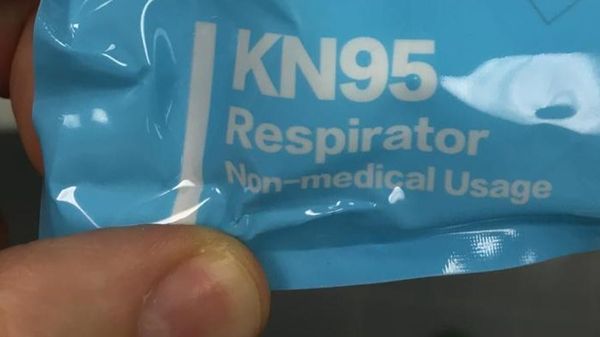 KN95
Respirator
Non-medical Usage